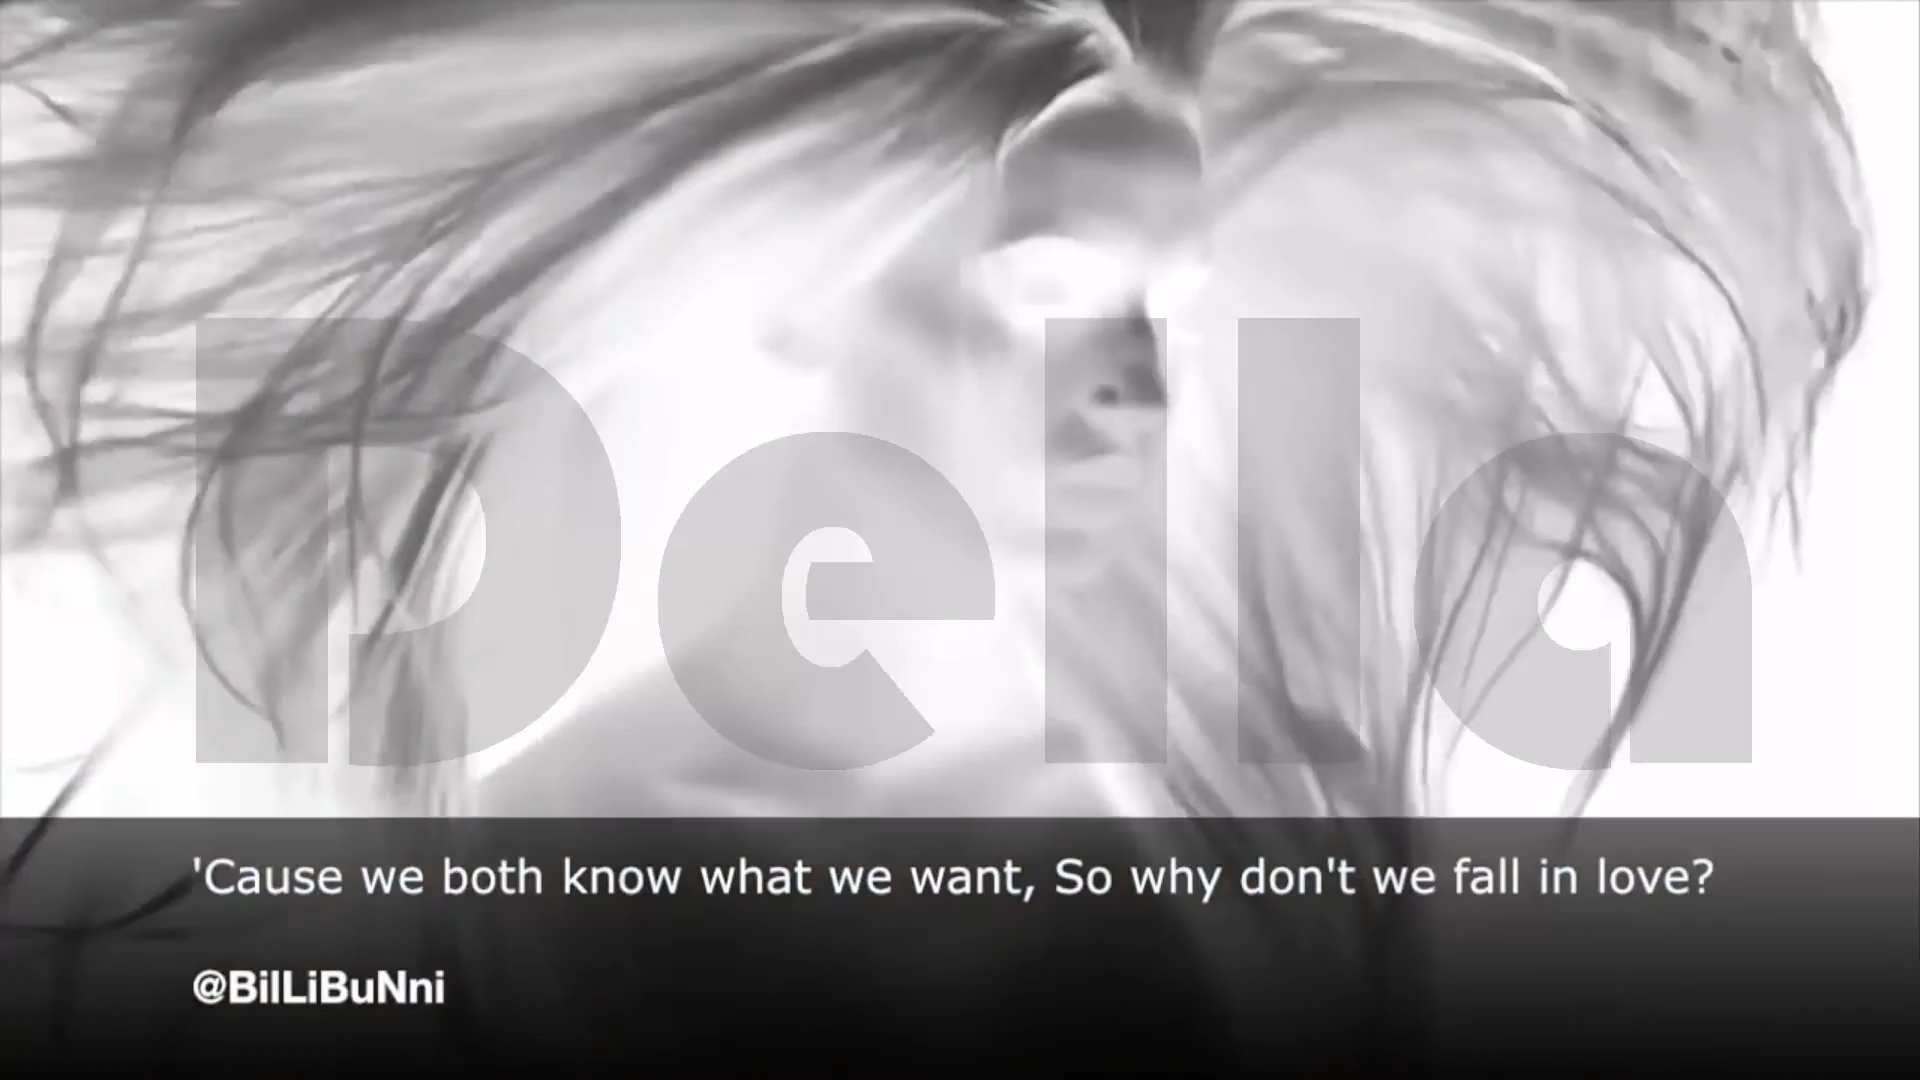 Della
'Cause we both know what we want, So why don't we fall in love?
@BilLiBuNni